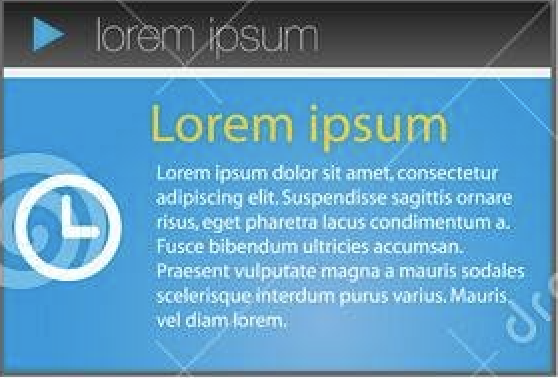 lorem ipsum
Lorem ipsum
Lorem ipsum dolor sit amet, consectetur
adipiscing elit. Suspendisse sagittis ornare
risus, eget pharetra lacus condimentum a.
Fusce bibendum ultricies accumsan.
Praesent vulputate magna a mauris sodales
scelerisque interdum purus varius. Mauris
vel diam lorem.